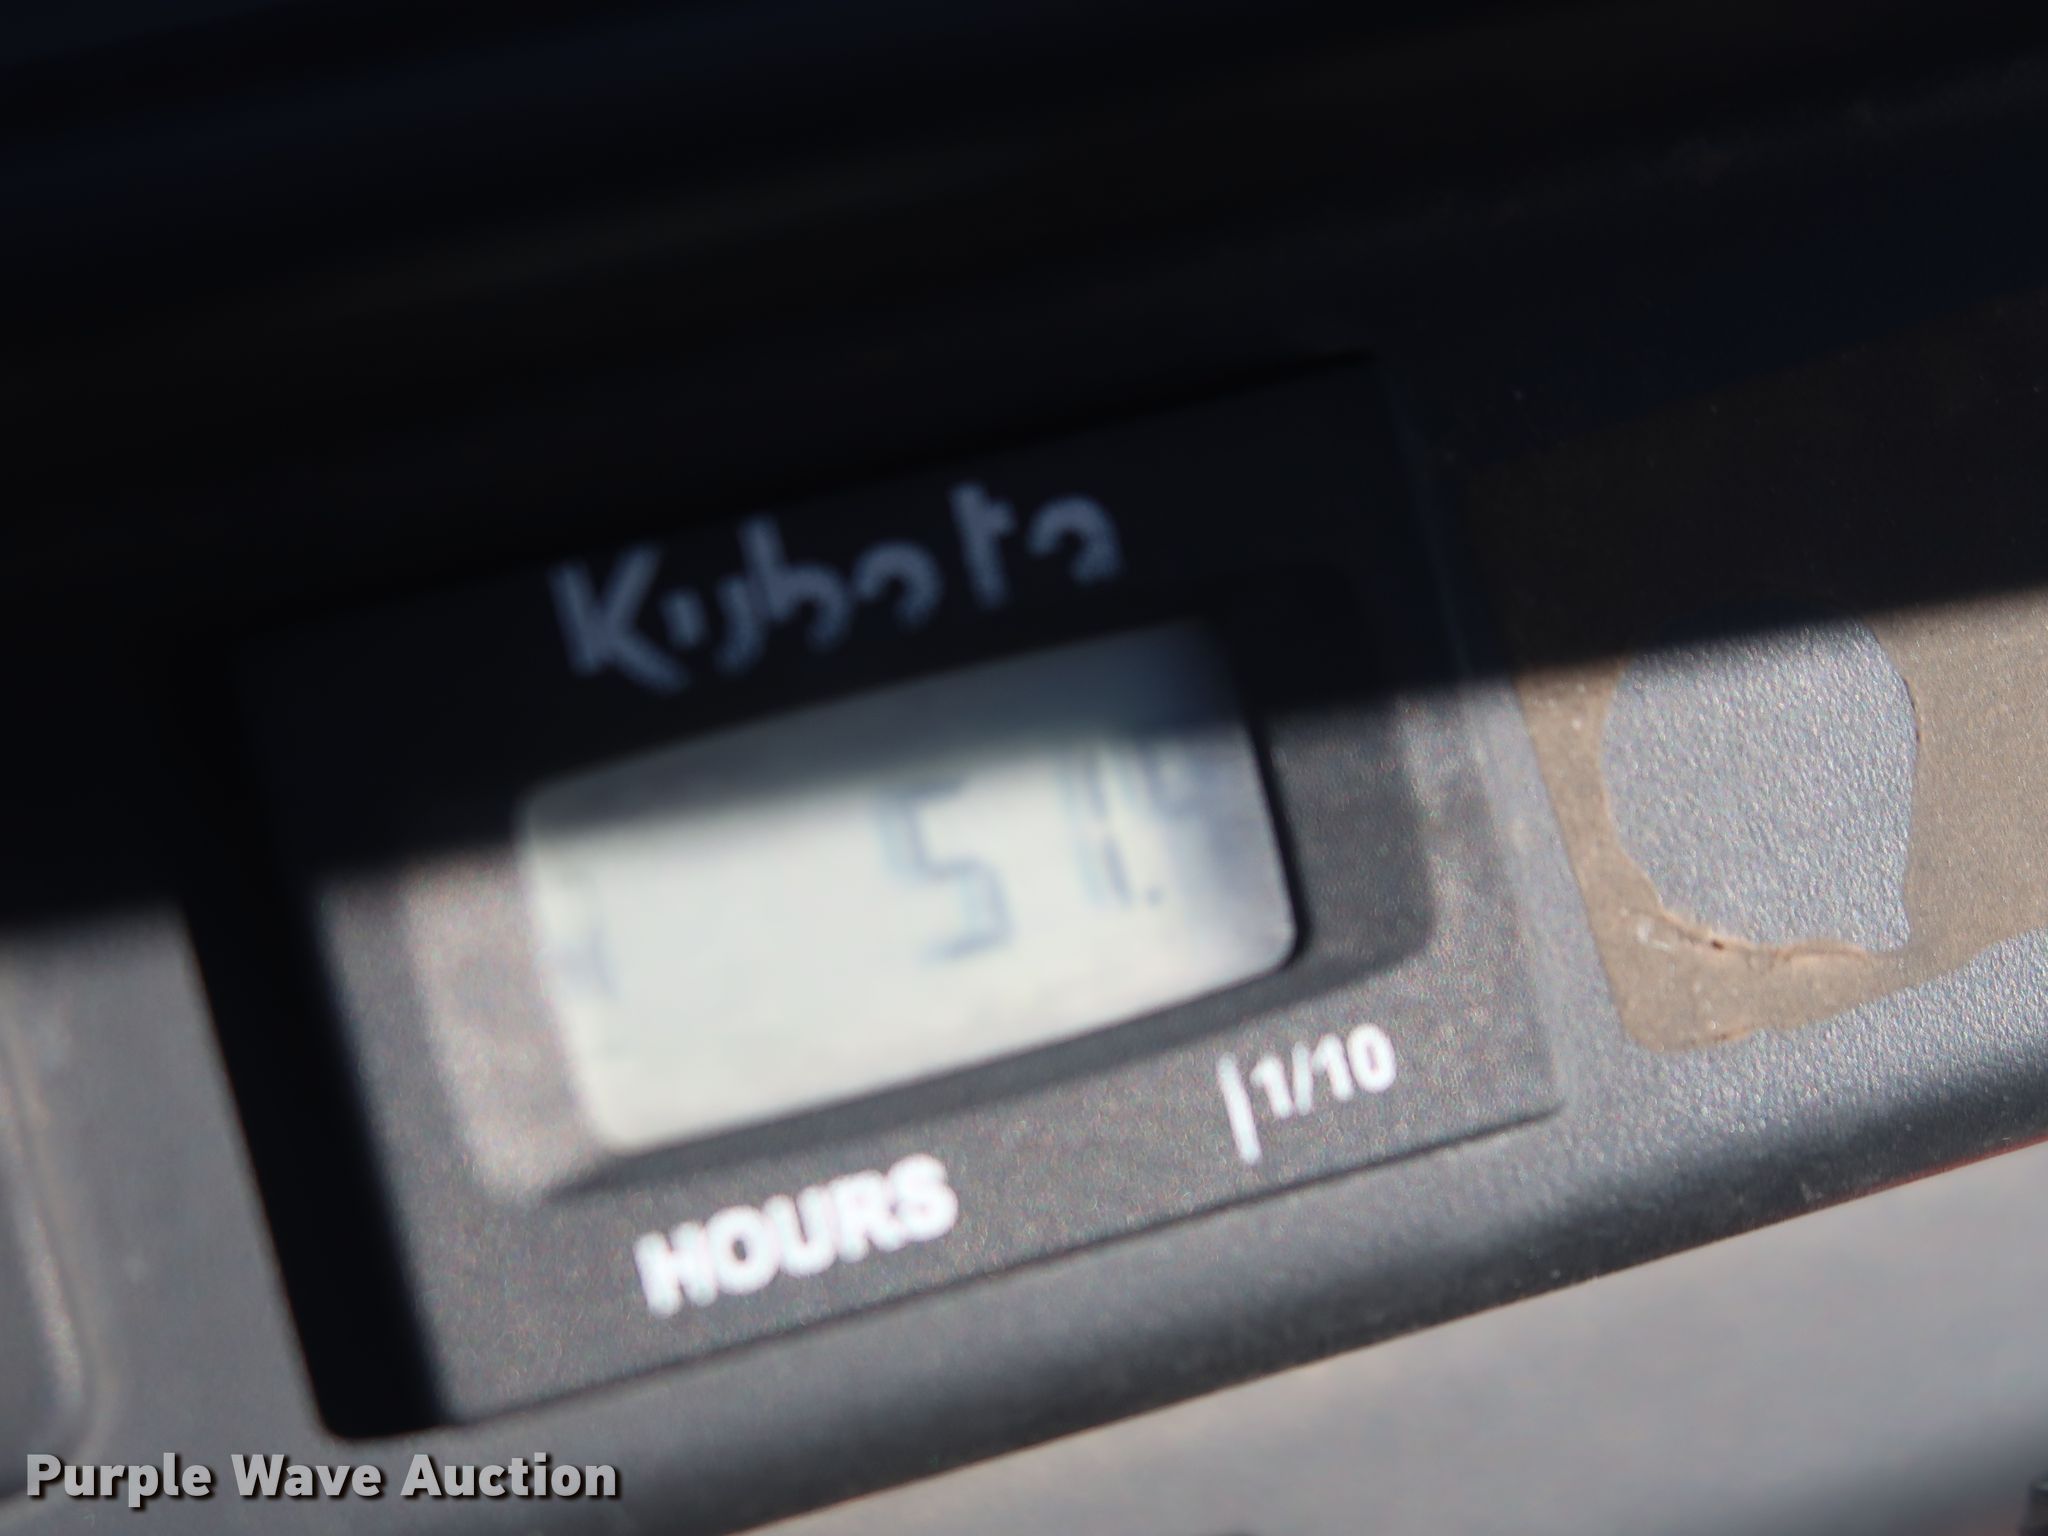 Kubota
HOURS
1/10
Purple Wave Auction